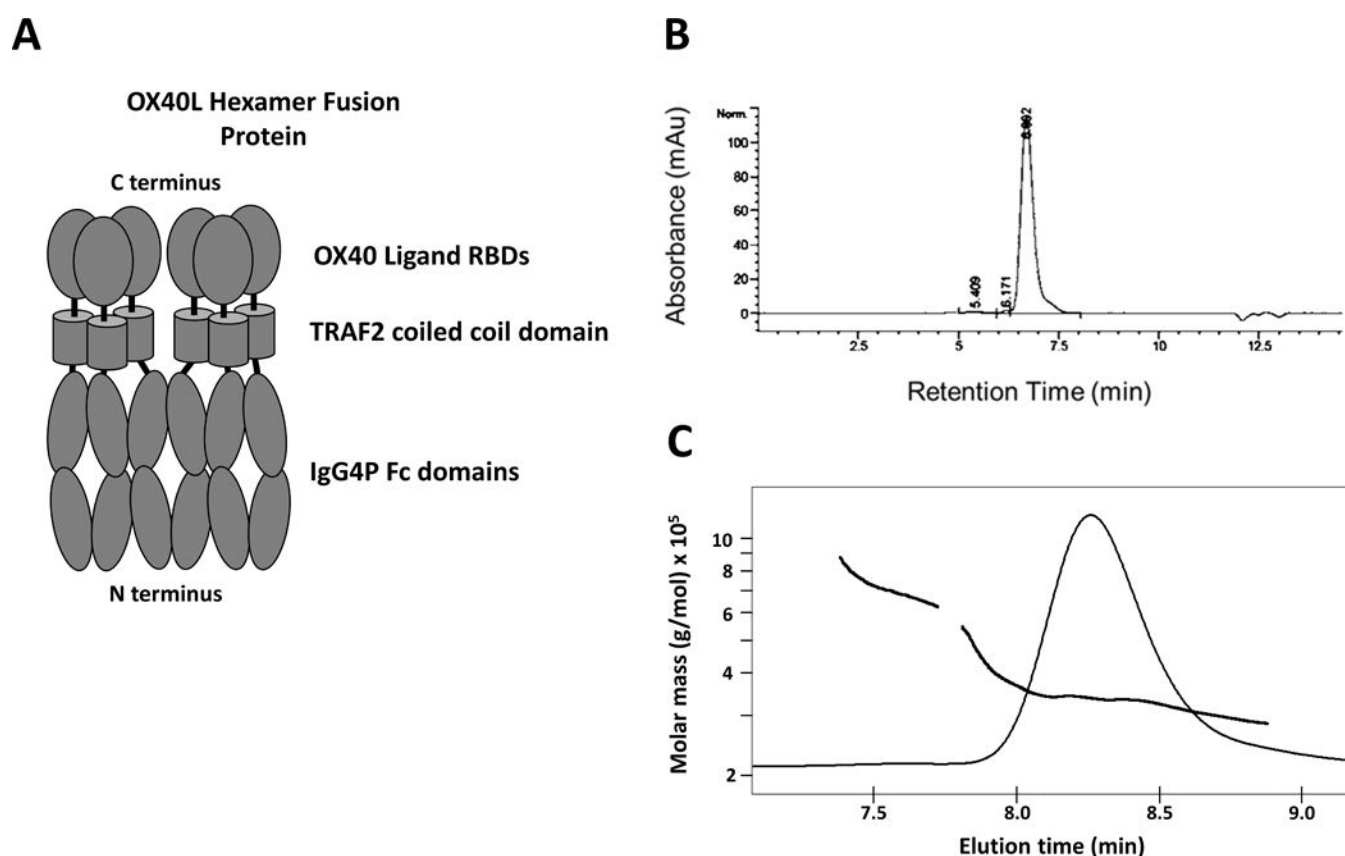 A
OX40L Hexamer Fusion
Protein
C terminus
OX40 Ligand RBDs
TRAF2 coiled coil domain
IgG4P Fc domains
N terminus
B
Absorbance (mAu)
Norm.
100
80
60
40
20
0
5.409
6.171
2.5
5
7.5
10
12.5
Retention Time (min)
C
Molar mass (g/mol) x 10⁵
10
8
6
4
2
7.5
8.0
8.5
9.0
Elution time (min)